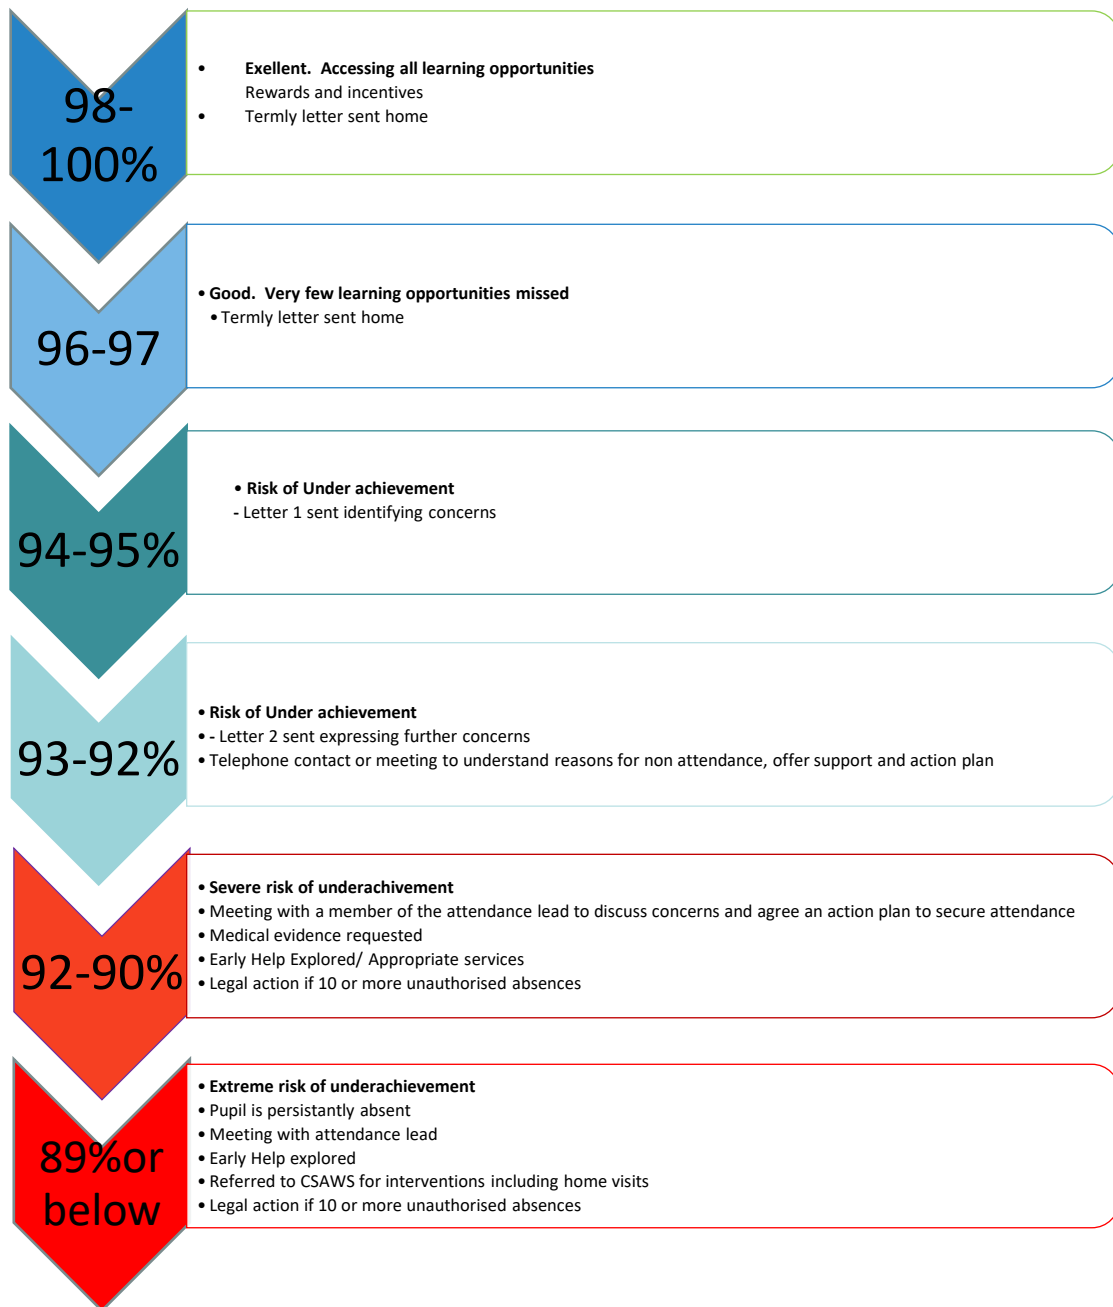 98-
100%
• Exellent.  Accessing all learning opportunities
Rewards and incentives
• Termly letter sent home
96-97
• Good.  Very few learning opportunities missed
• Termly letter sent home
94-95%
• Risk of Under achievement
- Letter 1 sent identifying concerns
93-92%
• Risk of Under achievement
• - Letter 2 sent expressing further concerns
• Telephone contact or meeting to understand reasons for non attendance, offer support and action plan
92-90%
• Severe risk of underachivement
• Meeting with a member of the attendance lead to discuss concerns and agree an action plan to secure attendance
• Medical evidence requested
• Early Help Explored/ Appropriate services
• Legal action if 10 or more unauthorised absences
89%or
below
• Extreme risk of underachievement
• Pupil is persistantly absent
• Meeting with attendance lead
• Early Help explored
• Referred to CSAWS for interventions including home visits
• Legal action if 10 or more unauthorised absences